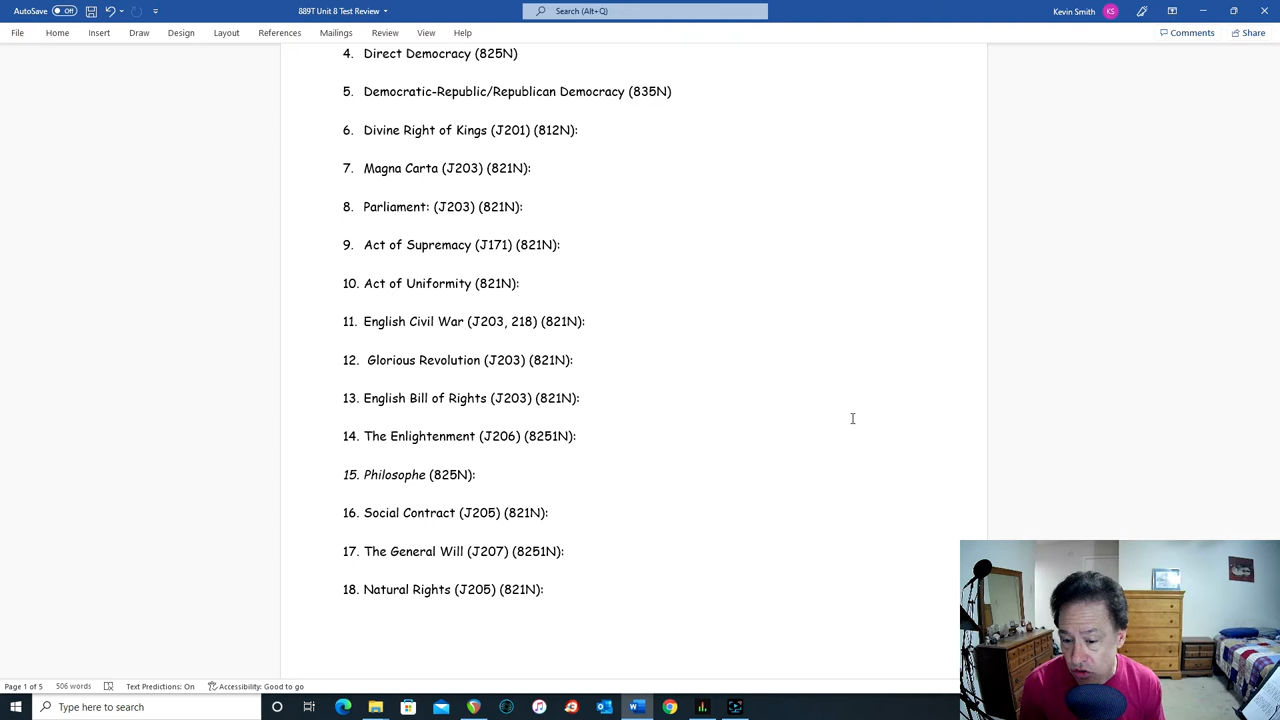 AutoSave Off
889T Unit 8 Test Review
Search (Alt+Q)
Kevin Smith KS
File Home Insert Draw Design Layout References Mailings Review View Help
Comments Share
4. Direct Democracy (825N)
5. Democratic-Republic/Republican Democracy (835N)
6. Divine Right of Kings (J201) (812N):
7. Magna Carta (J203) (821N):
8. Parliament: (J203) (821N):
9. Act of Supremacy (J171) (821N):
10. Act of Uniformity (821N):
11. English Civil War (J203, 218) (821N):
12. Glorious Revolution (J203) (821N):
13. English Bill of Rights (J203) (821N):
14. The Enlightenment (J206) (8251N):
15. Philosophe (825N):
16. Social Contract (J205) (821N):
17. The General Will (J207) (8251N):
18. Natural Rights (J205) (821N):
Page 1 of 5 506 words Text Predictions: On Accessibility: Good to go
Type here to search